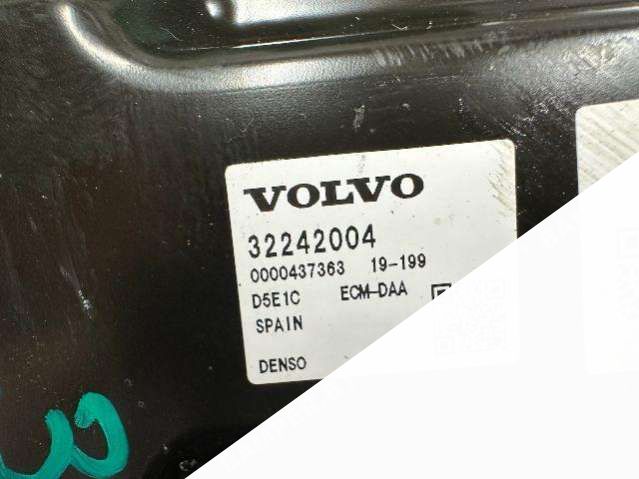 VOLVO
32242004
0000437363 19-199
D5E1C ECM-DAA
SPAIN
DENSO